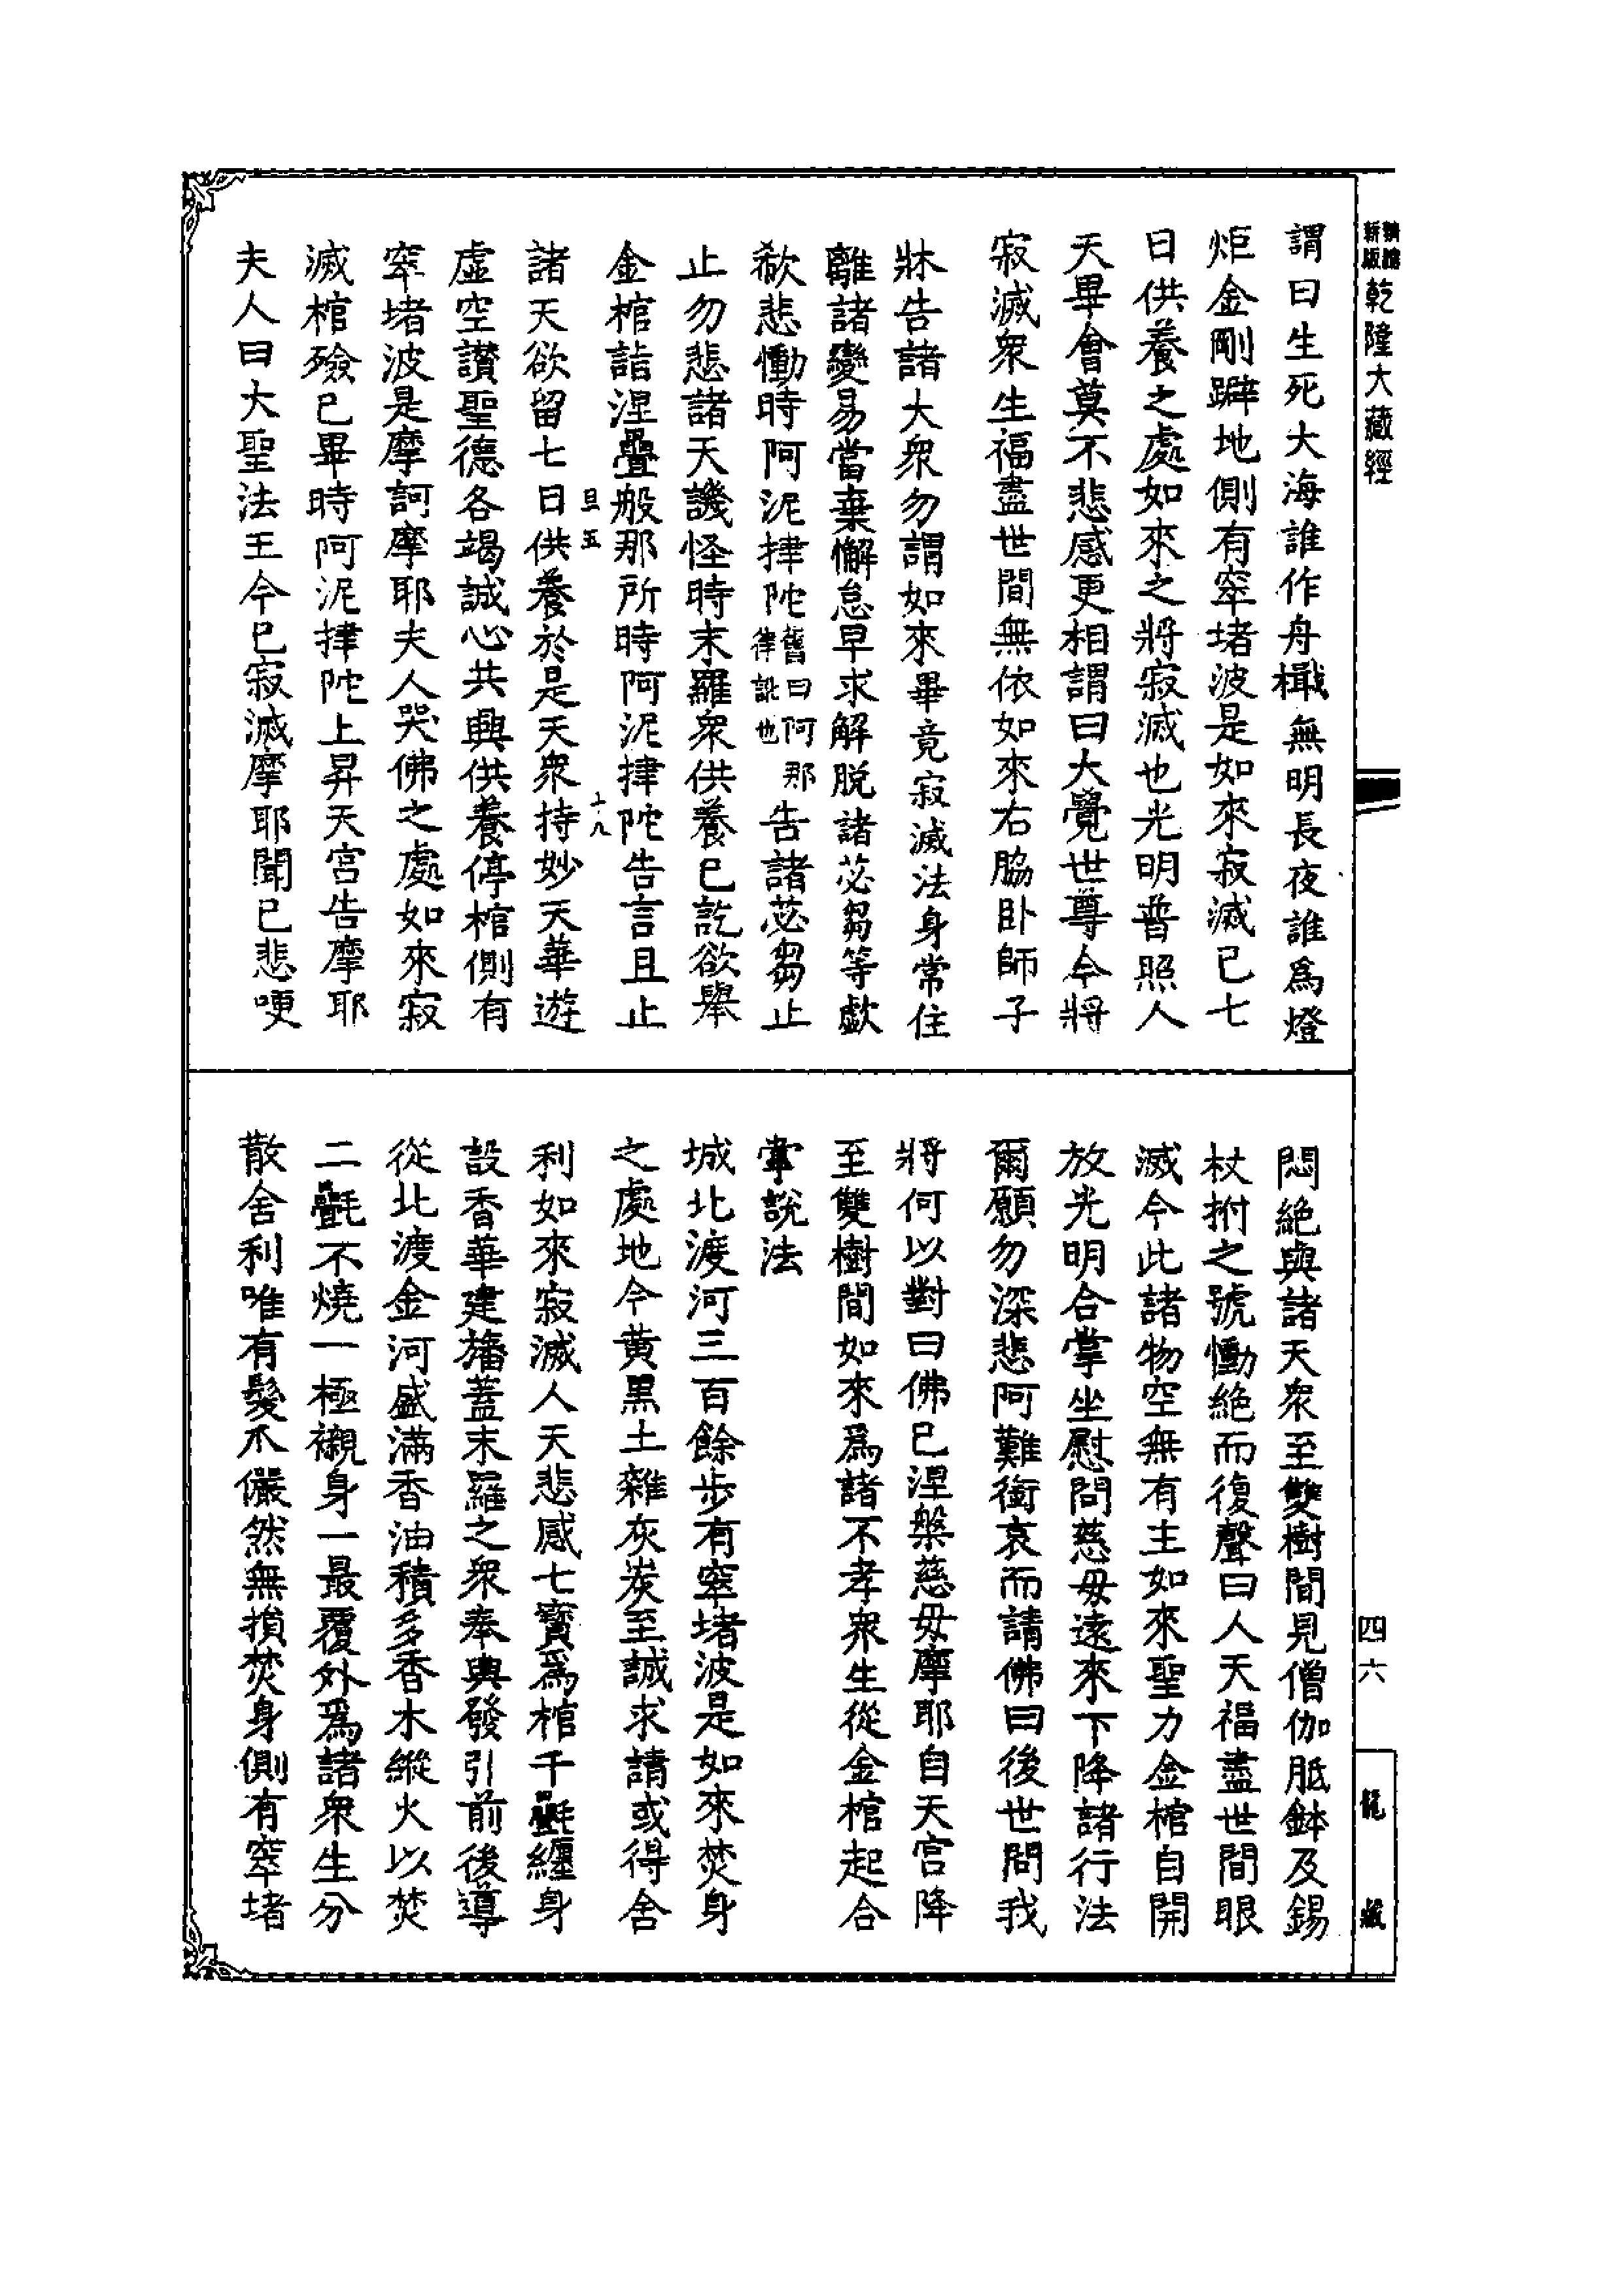 新版
乾隆大藏經
謂曰生死大海誰作舟檝無明長夜誰為燈
炬金剛躃地側有窣堵波是如來寂滅已七
日供養之處如來之將寂滅也光明普照人
天畢會莫不悲感更相謂曰大覺世尊今將
寂滅衆生福盡世間無依如來右脇卧師子
牀告諸大衆勿謂如來畢竟寂滅法身常住
離諸變易當棄懈怠早求解脫諸苾芻等歔
欷悲慟時阿泥㨷陀舊曰阿那律訛也告諸苾芻止
止勿悲諸天譏怪時末羅衆供養已訖欲舉
金棺詣涅疊般那所時阿泥㨷陀告言且止
旦五
十九
諸天欲留七日供養於是天衆持妙天華遊
虛空讃聖德各竭誠心共興供養停棺側有
窣堵波是摩訶摩耶夫人哭佛之處如來寂
滅棺殮已畢時阿泥㨷陀上昇天宮告摩耶
夫人曰大聖法王今已寂滅摩耶聞已悲哽
悶絕與諸天衆至雙樹間見僧伽胝鉢及錫
杖拊之號慟絕而復聲曰人天福盡世間眼
滅今此諸物空無有主如來聖力金棺自開
放光明合掌坐慰問慈母遠來下降諸行法
爾願勿深悲阿難銜哀而請佛曰後世問我
將何以對曰佛已涅槃慈母摩耶自天宮降
至雙樹間如來為諸不孝衆生從金棺起合
掌說法
城北渡河三百餘步有窣堵波是如來焚身
之處地今黃黑土雜灰炭至誠求請或得舍
利如來寂滅人天悲感七寶為棺千㲲纏身
設香華建旛蓋末羅之衆奉輿發引前後導
從北渡金河盛滿香油積多香木縱火以焚
二㲲不燒一極襯身一最覆外為諸衆生分
散舍利唯有髮爪儼然無損焚身側有窣堵
四六
龍藏